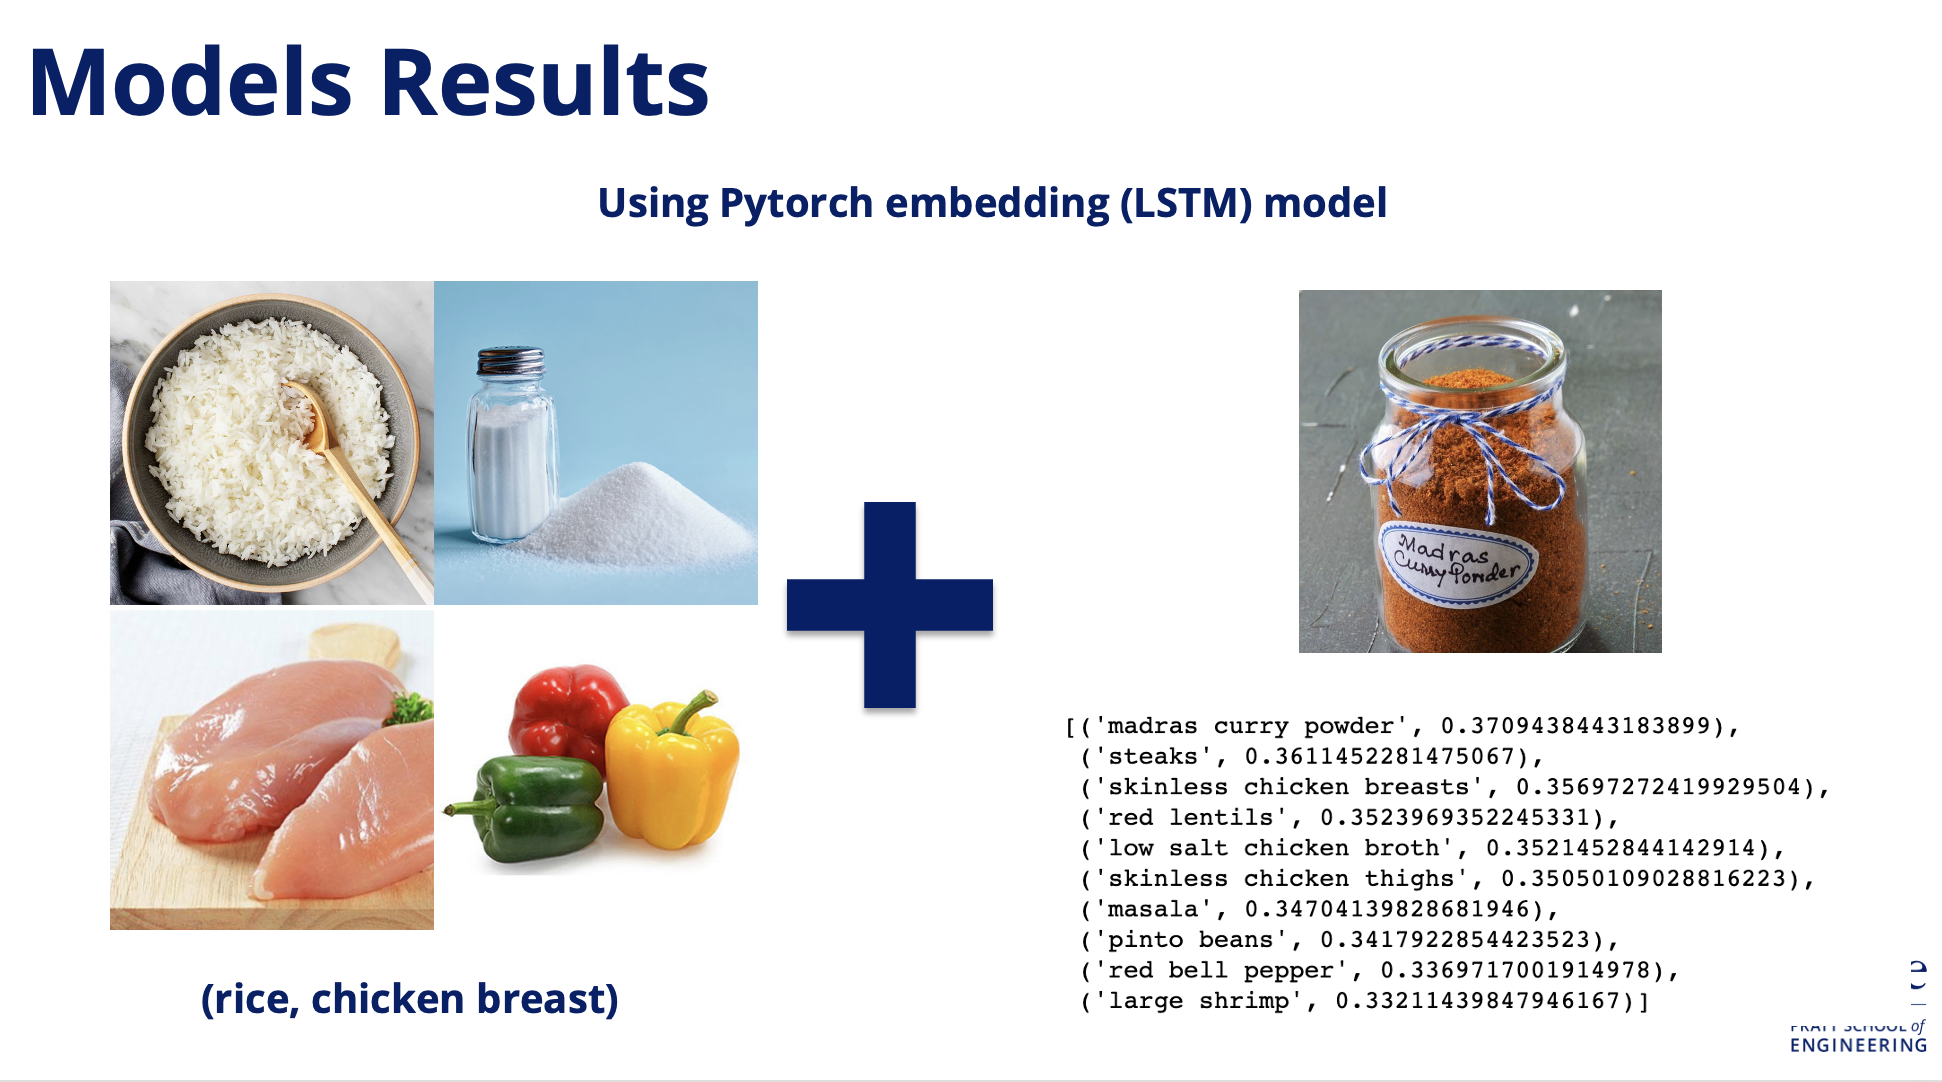 Models Results
Using Pytorch embedding (LSTM) model
Madras
Curry Powder
[('madras curry powder', 0.3709438443183899),
('steaks', 0.3611452281475067),
('skinless chicken breasts', 0.35697272419929504),
('red lentils', 0.3523969352245331),
('low salt chicken broth', 0.3521452844142914),
('skinless chicken thighs', 0.35050109028816223),
('masala', 0.34704139828681946),
('pinto beans', 0.3417922854423523),
('red bell pepper', 0.3369717001914978),
('large shrimp', 0.33211439847946167)]
(rice, chicken breast)
e
PRATT SCHOOL of
ENGINEERING